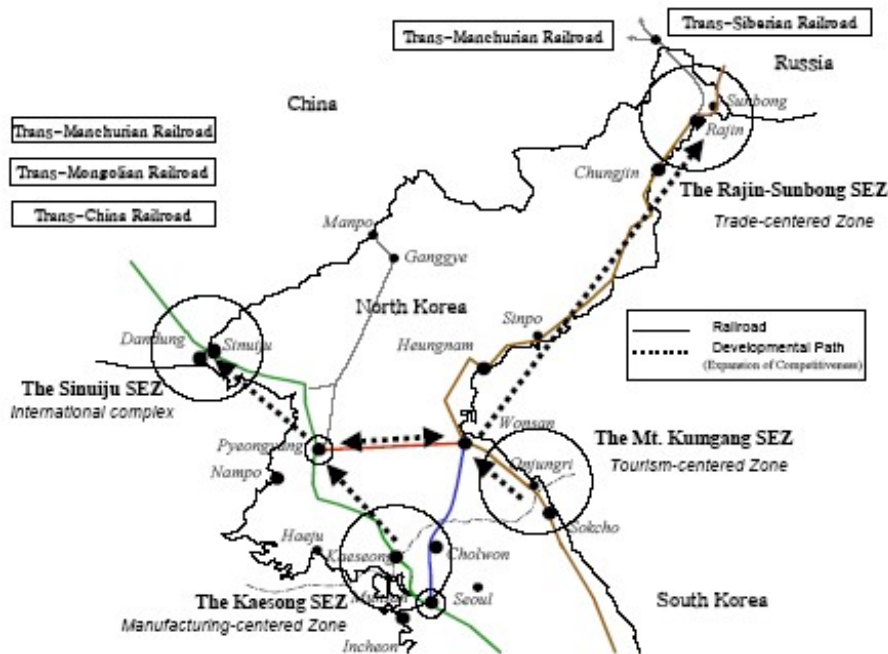 Trans-Siberian Railroad
Trans-Manchurian Railroad
Russia
China
Sunbong
Rajin
Trans-Manchurian Railroad
Trans-Mongolian Railroad
Chungjin
The Rajin-Sunbong SEZ
Trans-China Railroad
Trade-centered Zone
Manpo
Ganggye
North Korea
Sinpo
Railroad
Dandung
Sinuiju
Heungnam
Developmental Path
(Expansion of Competitiveness)
The Sinuiju SEZ
International complex
Wonsan
The Mt. Kumgang SEZ
Pyeongyang
Onjungri
Tourism-centered Zone
Nampo
Sokcho
Haeju
Kaeseong
Cholwon
The Kaesong SEZ
Munsan
Seoul
South Korea
Manufacturing-centered Zone
Incheon